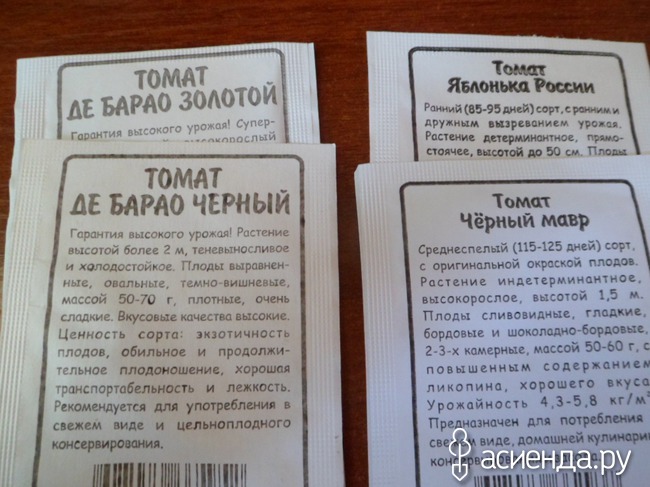 ТОМАТ
ДЕ БАРАО ЗОЛОТОЙ
Гарантия высокого урожая! Супер-
высокорослый
Томат
Яблонька России
Ранний (85-95 дней) сорт, с ранним и
дружным вызреванием урожая.
Растение детерминантное, прямо-
стоячее, высотой до 50 см. Плоды
ТОМАТ
ДЕ БАРАО ЧЕРНЫЙ
Гарантия высокого урожая! Растение
высотой более 2 м, теневыносливое
и холодостойкое. Плоды выравнен-
ные, овальные, темно-вишневые,
массой 50-70 г, плотные, очень
сладкие. Вкусовые качества высокие.
Ценность сорта: экзотичность
плодов, обильное и продолжи-
тельное плодоношение, хорошая
транспортабельность и лежкость.
Рекомендуется для употребления в
свежем виде и цельноплодного
консервирования.
Томат
Чёрный мавр
Среднеспелый (115-125 дней) сорт,
с оригинальной окраской плодов.
Растение индетерминантное,
высокорослое, высотой 1,5 м.
Плоды сливовидные, гладкие,
бордовые и шоколадно-бордовые,
2-3-х камерные, массой 50-60 г, с
повышенным содержанием
ликопина, хорошего вкуса.
Урожайность 4,3-5,8 кг/м²
Предназначен для потребления
свежем виде, домашней кулинарии
асиенда.ру